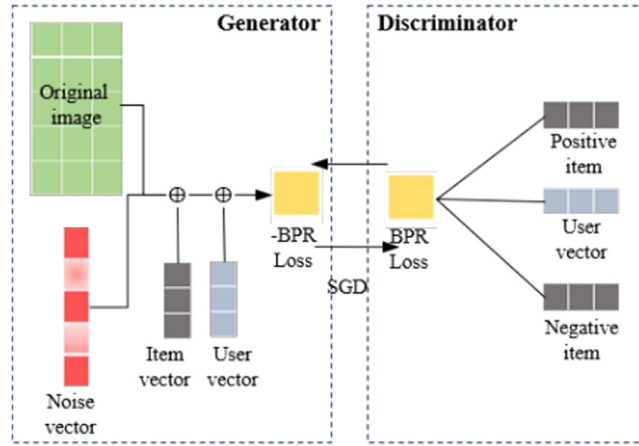 Generator
Discriminator
Original
image
Positive
item
-BPR
Loss
BPR
Loss
User
vector
SGD
Item
vector
User
vector
Negative
item
Noise
vector